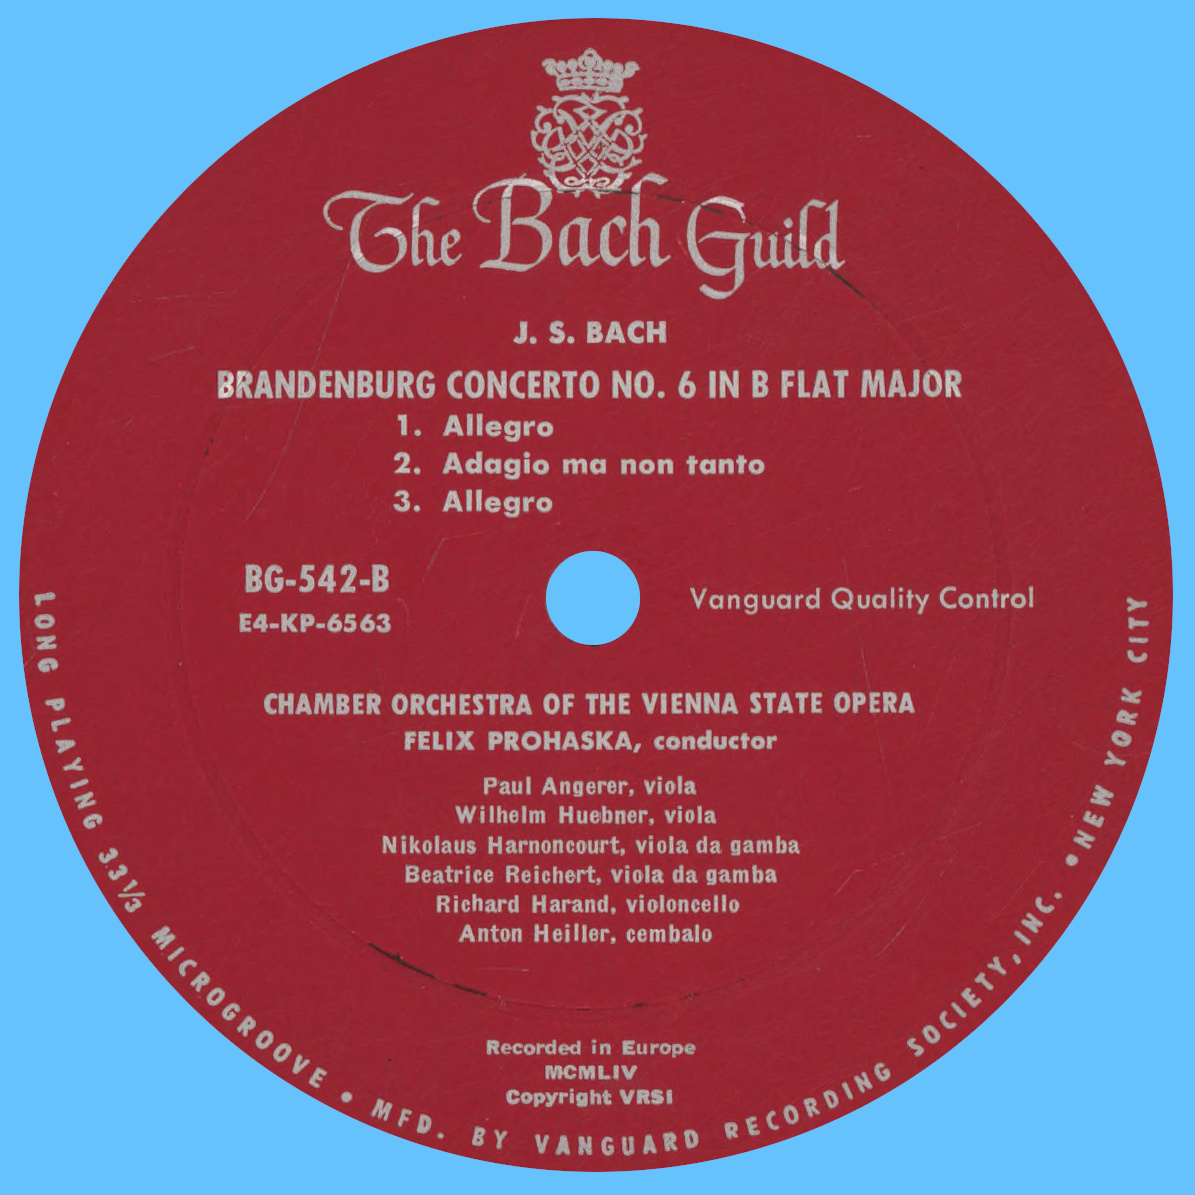 The Bach Guild
J. S. BACH
BRANDENBURG CONCERTO NO. 6 IN B FLAT MAJOR
1. Allegro
2. Adagio ma non tanto
3. Allegro
BG-542-B
E4-KP-6563
Vanguard Quality Control
CHAMBER ORCHESTRA OF THE VIENNA STATE OPERA
FELIX PROHASKA, conductor
Paul Angerer, viola
Wilhelm Huebner, viola
Nikolaus Harnoncourt, viola da gamba
Beatrice Reichert, viola da gamba
Richard Harand, violoncello
Anton Heiller, cembalo
Recorded in Europe
MCMLIV
Copyright VRSI
LONG PLAYING 33 1/3 MICROGROOVE • MFD. BY VANGUARD RECORDING SOCIETY, INC. • NEW YORK CITY